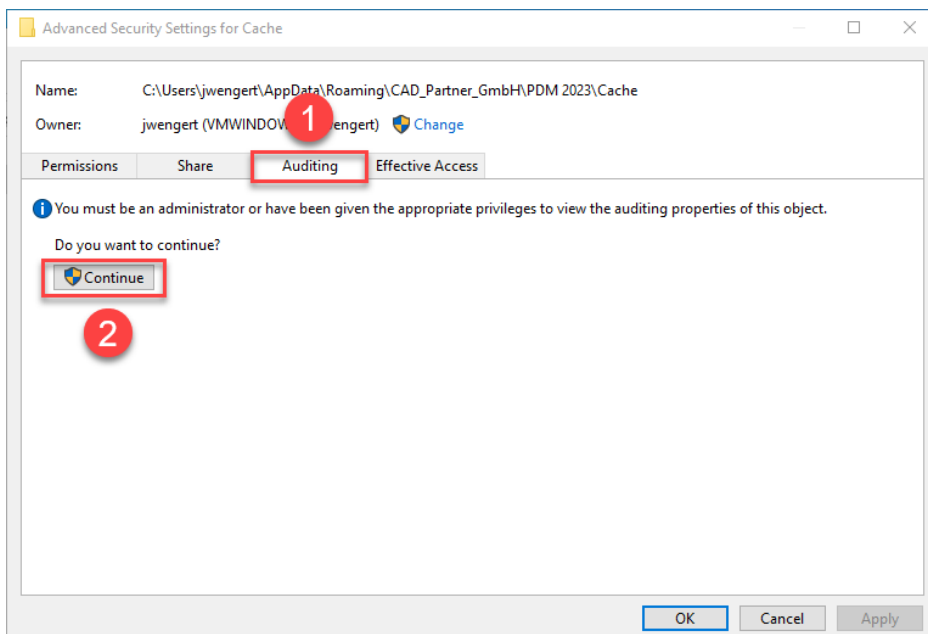 Advanced Security Settings for Cache
Name: C:\Users\jwengert\AppData\Roaming\CAD_Partner_GmbH\PDM 2023\Cache
Owner: jwengert (VMWINDOW engert) Change
1
Permissions Share Auditing Effective Access
You must be an administrator or have been given the appropriate privileges to view the auditing properties of this object.
Do you want to continue?
Continue
2
OK Cancel Apply